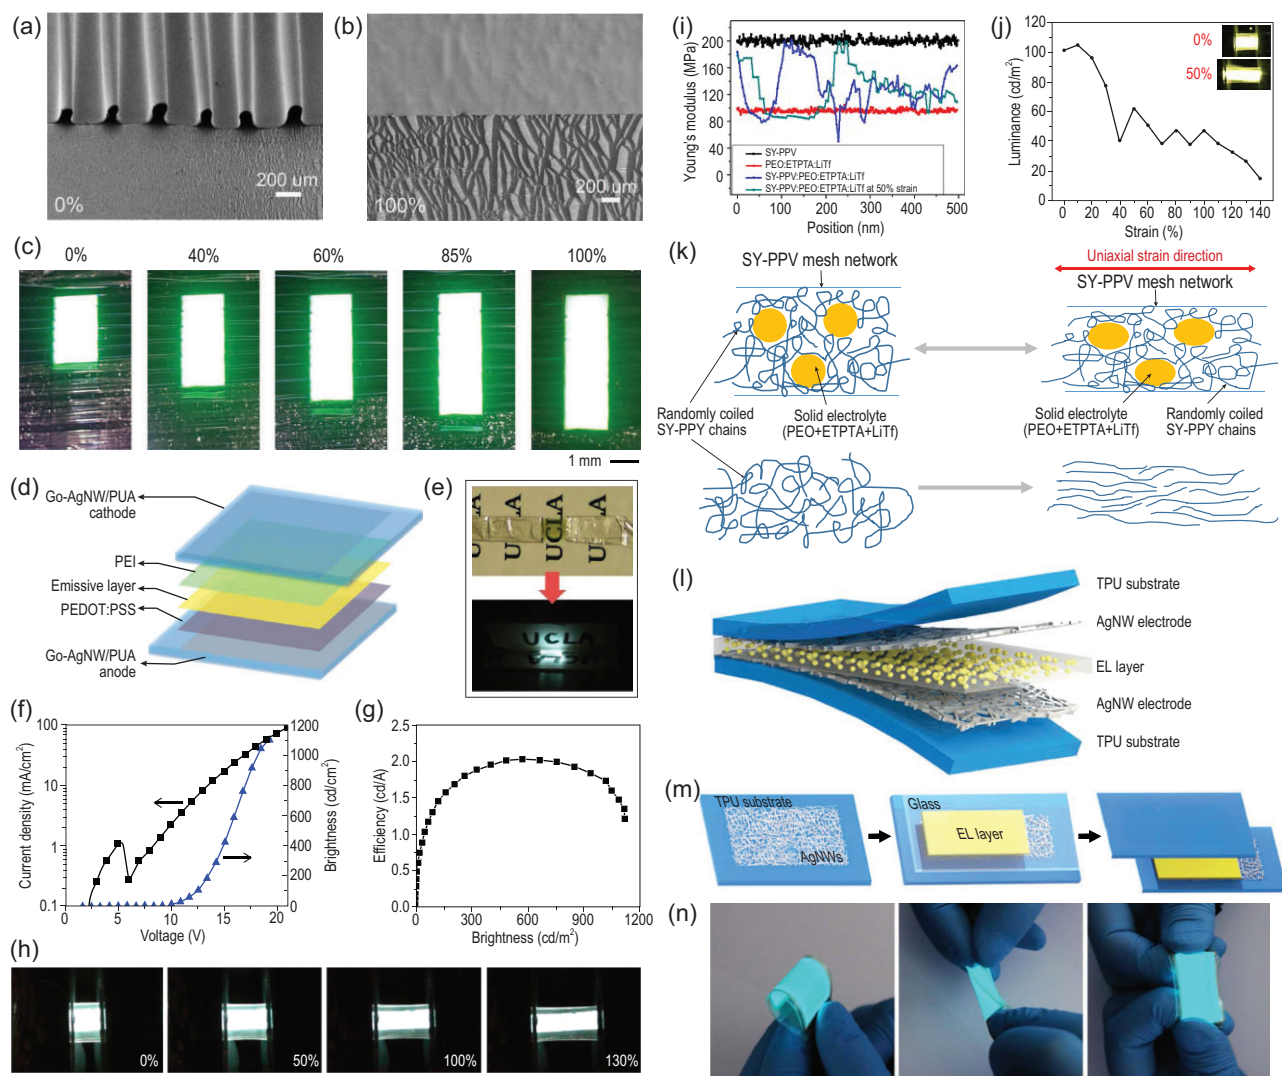 (a)
0%
200 um
(b)
100%
200 um
(c)
0%
40%
60%
85%
100%
1 mm
(d)
Go-AgNW/PUA
cathode
PEI
Emissive layer
PEDOT:PSS
Go-AgNW/PUA
anode
(e)
UCLA
UCLA
UCLA
UCLA
(f)
Current density (mA/cm²)
100
10
1
0.1
0
5
10
15
20
Voltage (V)
1200
1000
800
600
400
200
0
Brightness (cd/cm²)
(g)
Efficiency (cd/A)
2.5
2.0
1.5
1.0
0.5
0.0
0
300
600
900
1200
Brightness (cd/m²)
(h)
0%
50%
100%
130%
(i)
Young's modulus (MPa)
200
160
120
80
40
0
SY-PPV
PEO:ETPTA:LiTf
SY-PPV:PEO:ETPTA:LiTf
SY-PPV:PEO:ETPTA:LiTf at 50% strain
0
100
200
300
400
500
Position (nm)
(j)
Luminance (cd/m²)
120
100
80
60
40
20
0
0%
50%
0
20
40
60
80
100
120
140
Strain (%)
(k)
SY-PPV mesh network
Uniaxial strain direction
SY-PPV mesh network
Randomly coiled
SY-PPY chains
Solid electrolyte
(PEO+ETPTA+LiTf)
Solid electrolyte
(PEO+ETPTA+LiTf)
Randomly coiled
SY-PPY chains
(l)
TPU substrate
AgNW electrode
EL layer
AgNW electrode
TPU substrate
(m)
TPU substrate
AgNWs
Glass
EL layer
(n)